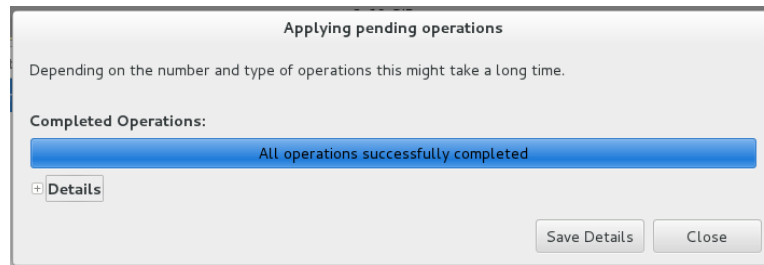 Applying pending operations
Depending on the number and type of operations this might take a long time.
Completed Operations:
All operations successfully completed
Details
Save Details
Close